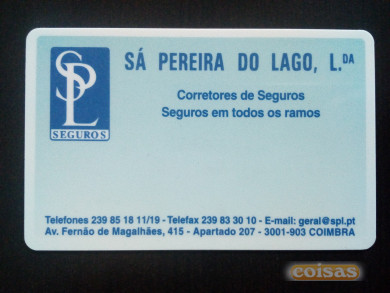 SPL
SEGUROS
SÁ PEREIRA DO LAGO, L.DA
Corretores de Seguros
Seguros em todos os ramos
Telefones 239 85 18 11/19 - Telefax 239 83 30 10 - E-mail: geral@spl.pt
Av. Fernão de Magalhães, 415 - Apartado 207 - 3001-903 COIMBRA
coisas